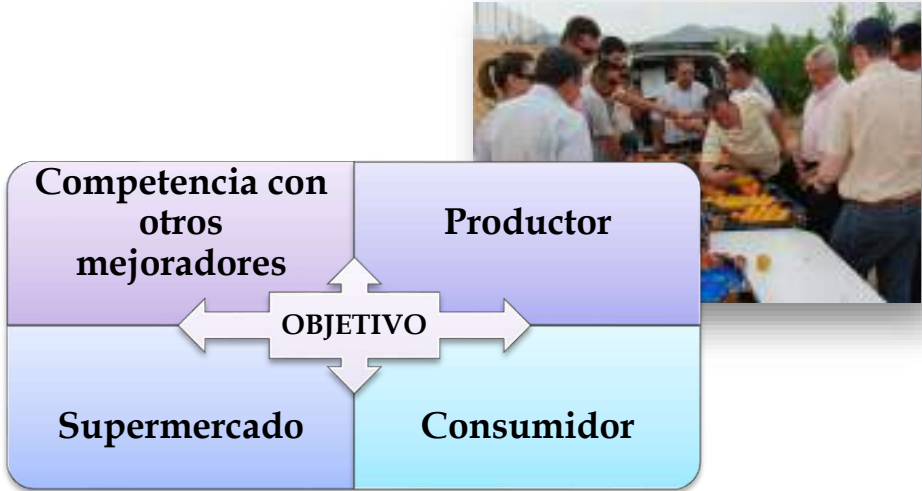 Competencia con
otros
mejoradores
Productor
OBJETIVO
Supermercado
Consumidor